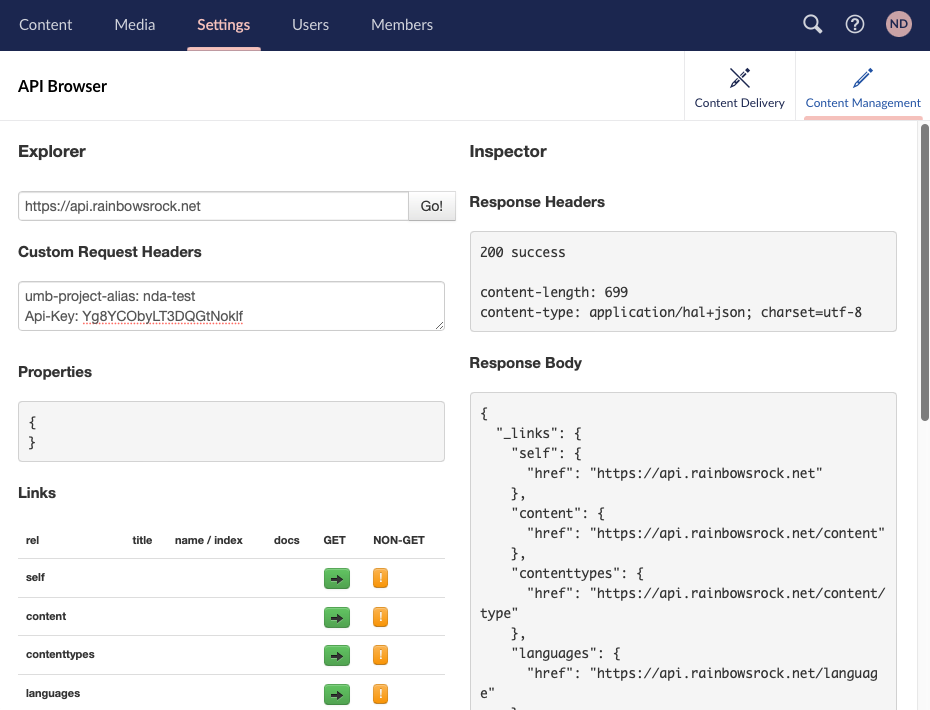 Content Media Settings Users Members ND
API Browser
Content Delivery Content Management
Explorer
https://api.rainbowsrock.net Go!
Custom Request Headers
umb-project-alias: nda-test
Api-Key: Yg8YCObyLT3DQGtNoklf
Properties
{
}
Links
rel title name / index docs GET NON-GET
self !
content !
contenttypes !
languages !
Inspector
Response Headers
200 success
content-length: 699
content-type: application/hal+json; charset=utf-8
Response Body
{
"_links": {
"self": {
"href": "https://api.rainbowsrock.net"
},
"content": {
"href": "https://api.rainbowsrock.net/content"
},
"contenttypes": {
"href": "https://api.rainbowsrock.net/content/
type"
},
"languages": {
"href": "https://api.rainbowsrock.net/languag
e"